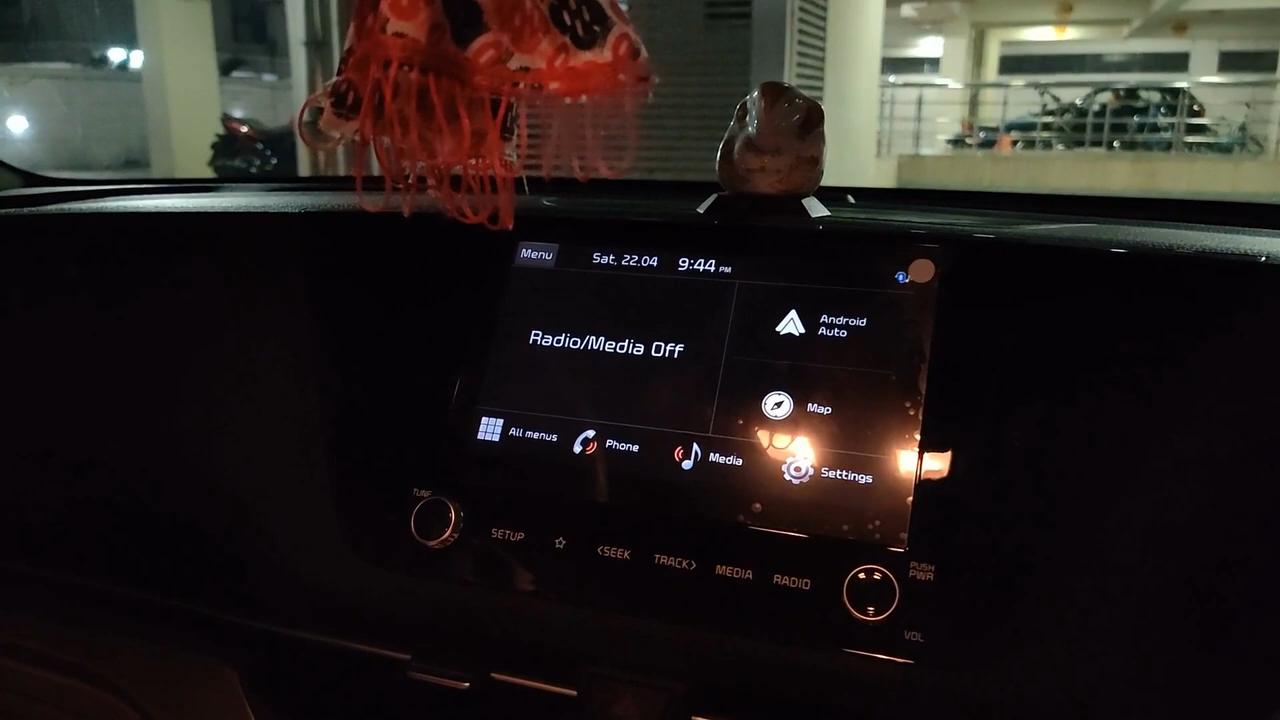 Menu
Sat, 22.04
9:44 PM
Radio/Media Off
Android
Auto
Map
All menus
Phone
Media
Settings
TUNE
SETUP
<SEEK
TRACK>
MEDIA
RADIO
PUSH
PWR
VOL